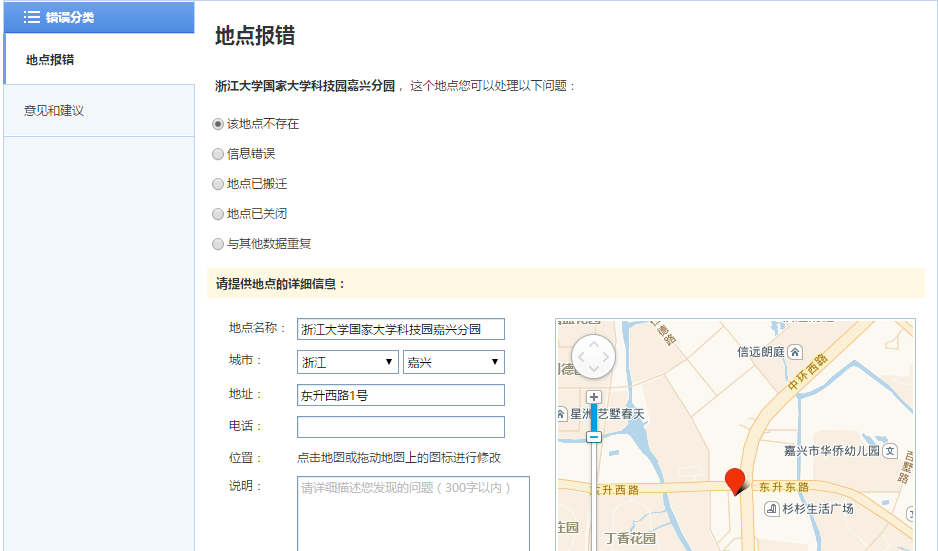 错误分类
地点报错
意见和建议
地点报错
浙江大学国家大学科技园嘉兴分园，这个地点您可以处理以下问题：
该地点不存在
信息错误
地点已搬迁
地点已关闭
与其他数据重复
请提供地点的详细信息：
地点名称： 浙江大学国家大学科技园嘉兴分园
城市： 浙江 嘉兴
地址： 东升西路1号
电话：
位置： 点击地图或拖动地图上的图标进行修改
说明： 请详细描述您发现的问题（300字以内）
信远朗庭
中环西路
星洲艺墅春天
嘉兴市华侨幼儿园
文
百墅路
东升西路
东升东路
杉杉生活广场
庄园
丁香花园